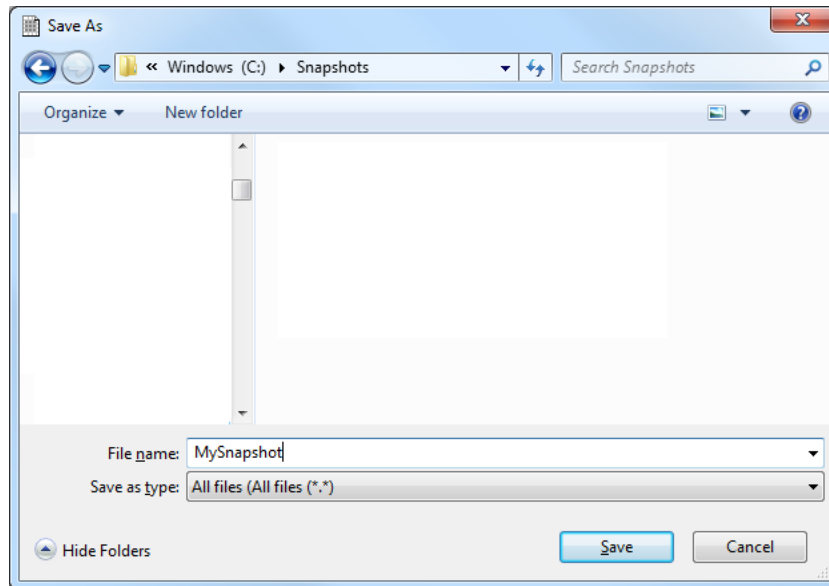 Save As
« Windows (C:) Snapshots
Search Snapshots
Organize New folder
File name: MySnapshot
Save as type: All files (All files (*.*)
Hide Folders Save Cancel